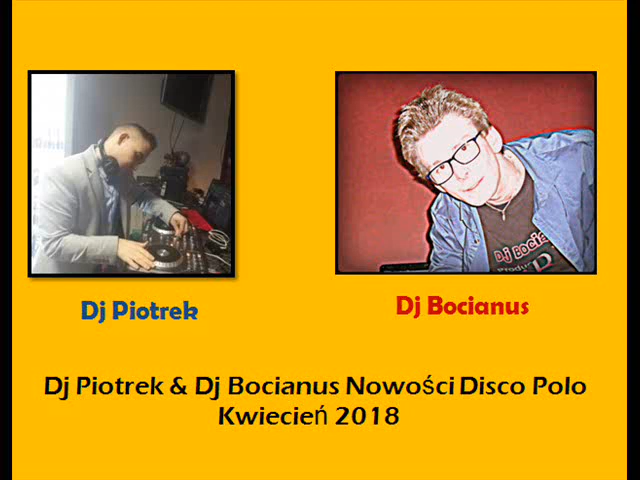 Dj Piotrek
Dj Bocianus
Dj Piotrek & Dj Bocianus Nowości Disco Polo
Kwiecień 2018